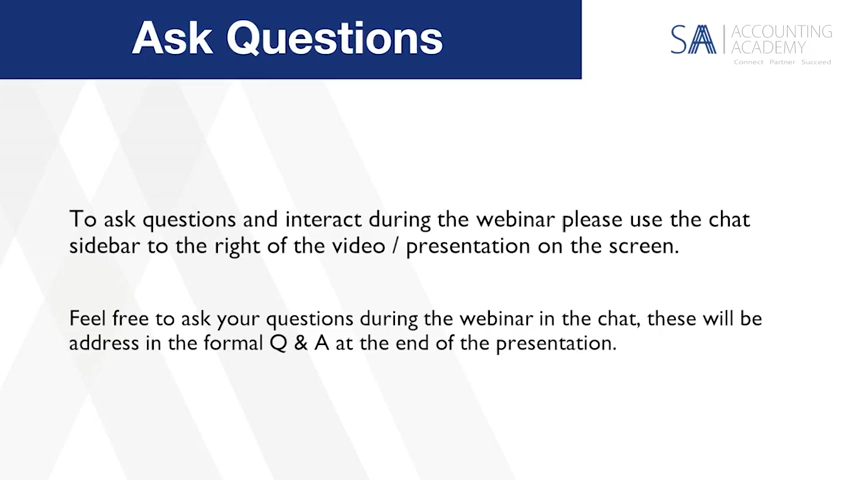 Ask Questions
SAA
ACCOUNTING
ACADEMY
Connect Partner Succeed
To ask questions and interact during the webinar please use the chat
sidebar to the right of the video / presentation on the screen.
Feel free to ask your questions during the webinar in the chat, these will be
address in the formal Q & A at the end of the presentation.